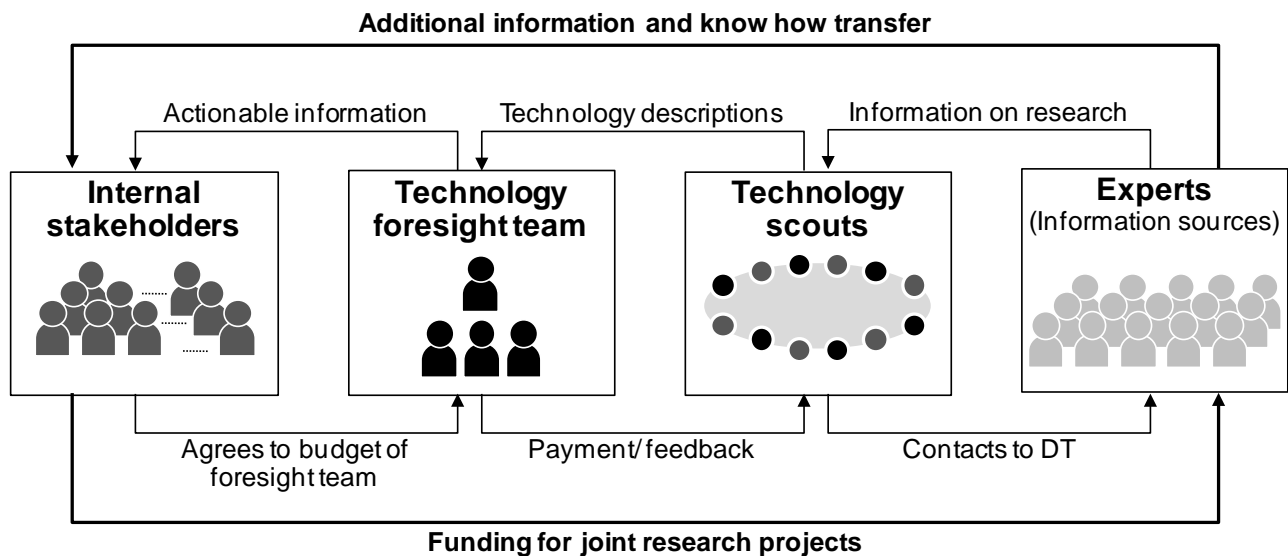 Additional information and know how transfer
Actionable information
Technology descriptions
Information on research
Internal
stakeholders
Technology
foresight team
Technology
scouts
Experts
(Information sources)
Agrees to budget of
foresight team
Payment/ feedback
Contacts to DT
Funding for joint research projects